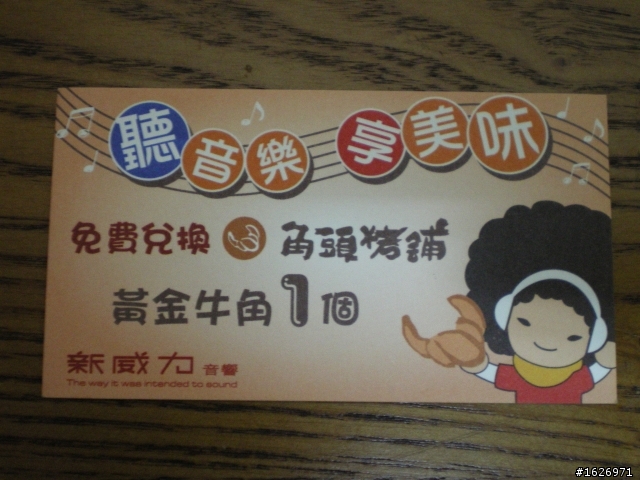 聽音樂 享美味
免費兌換 角頭猪鋪
黃金牛角1個
新威力 音響
The way it was intended to sound
#1626971